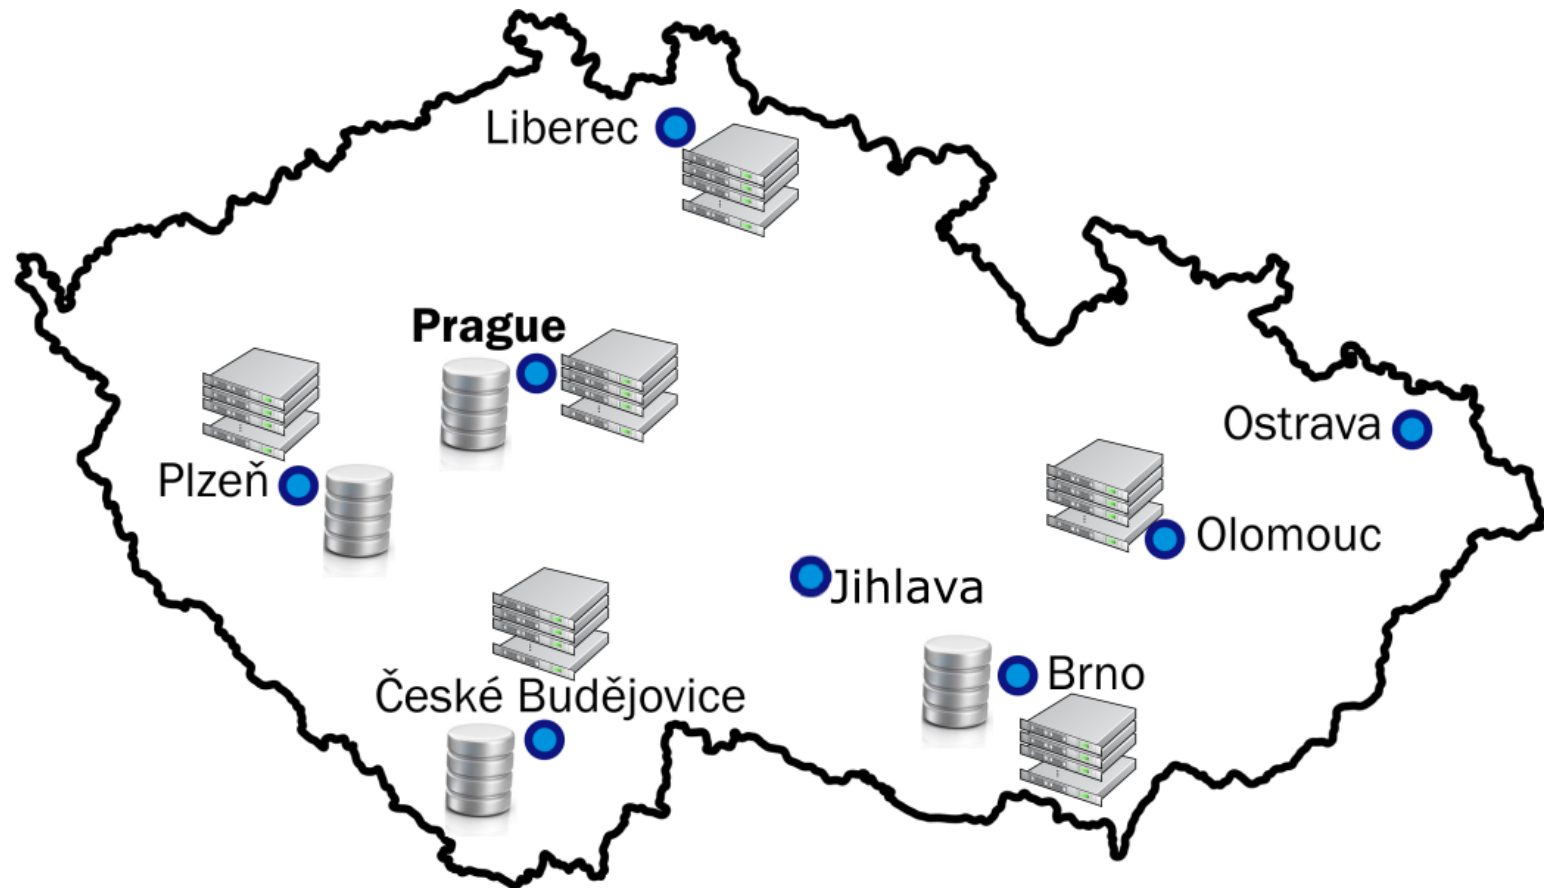 Liberec
Prague
Ostrava
Plzeň
Olomouc
Jihlava
Brno
České Budějovice